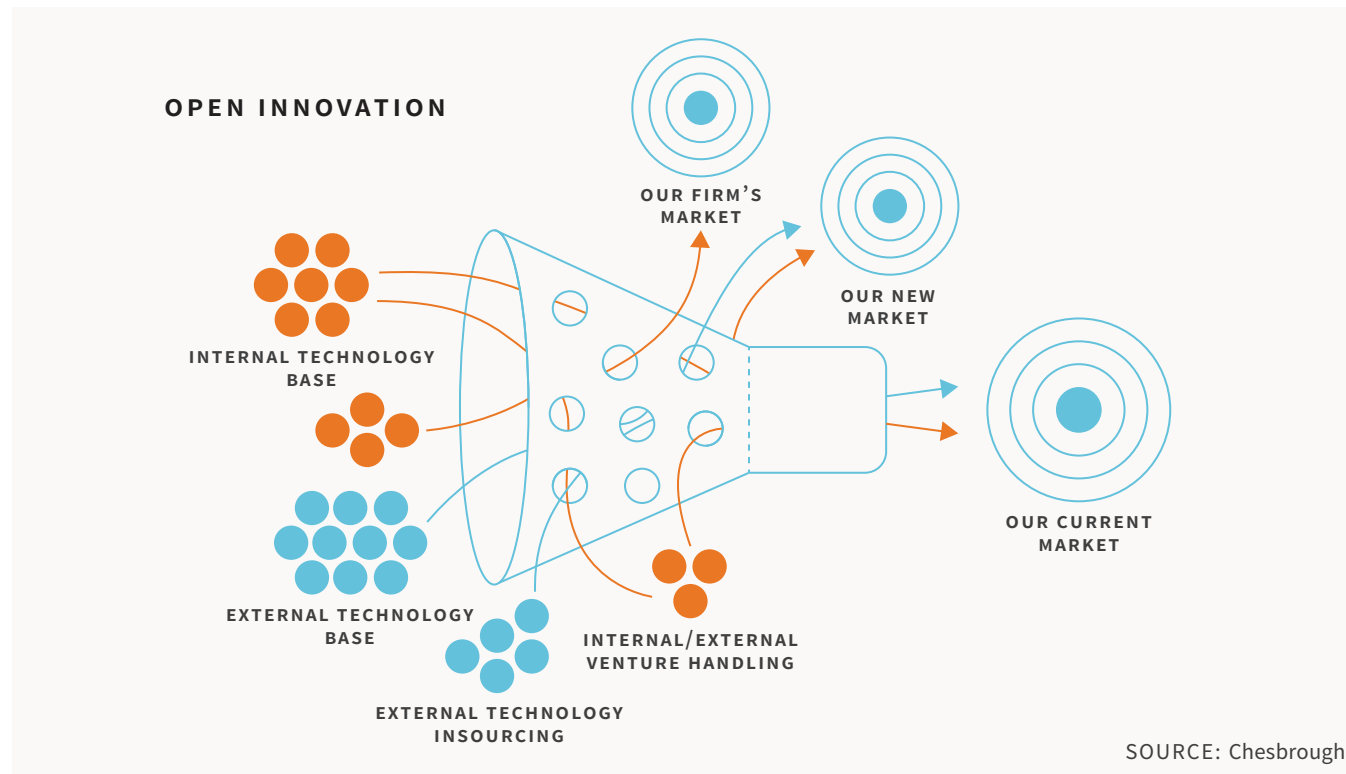 OPEN INNOVATION
OUR FIRM’S
MARKET
OUR NEW
MARKET
INTERNAL TECHNOLOGY
BASE
OUR CURRENT
MARKET
EXTERNAL TECHNOLOGY
BASE
INTERNAL/EXTERNAL
VENTURE HANDLING
EXTERNAL TECHNOLOGY
INSOURCING
SOURCE: Chesbrough